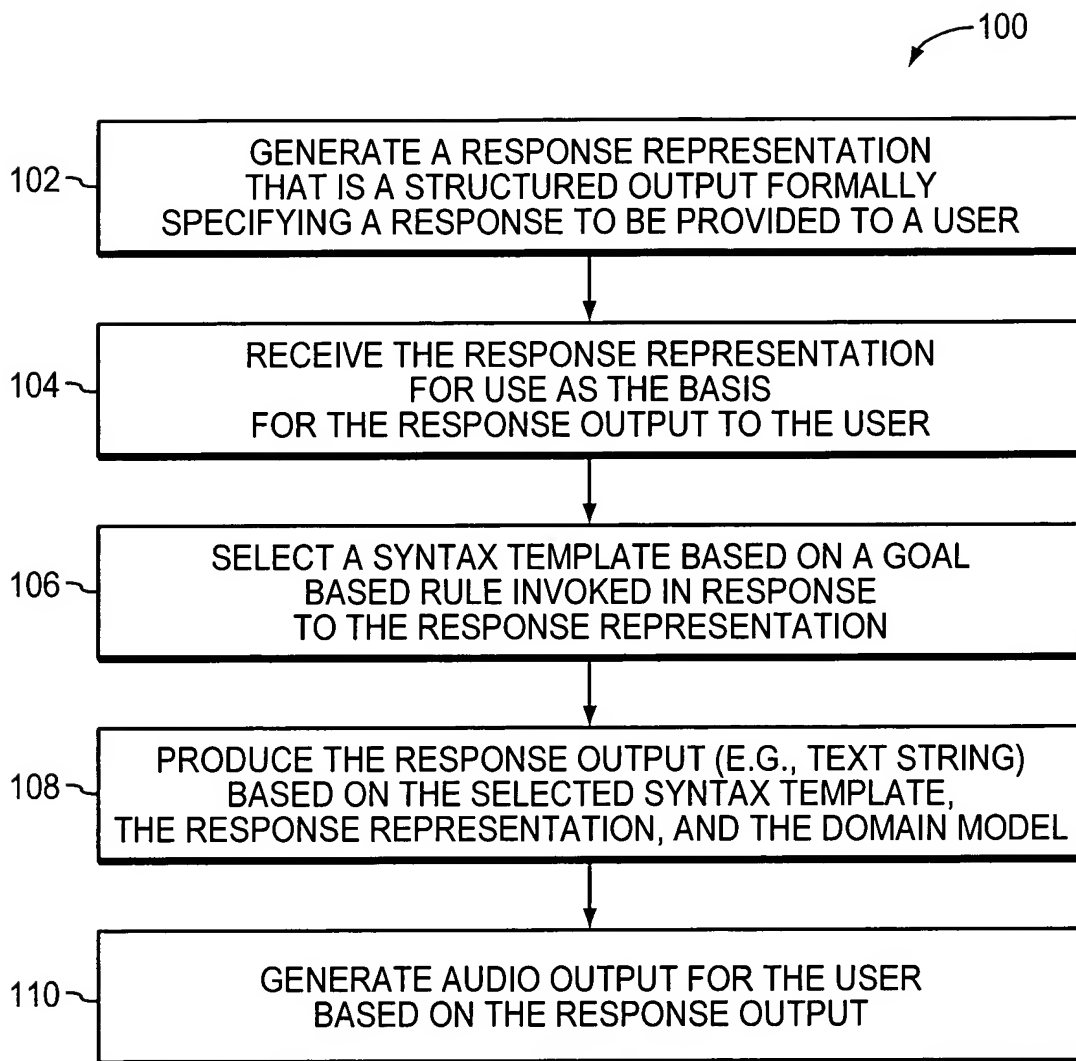 100
102
GENERATE A RESPONSE REPRESENTATION
THAT IS A STRUCTURED OUTPUT FORMALLY
SPECIFYING A RESPONSE TO BE PROVIDED TO A USER
104
RECEIVE THE RESPONSE REPRESENTATION
FOR USE AS THE BASIS
FOR THE RESPONSE OUTPUT TO THE USER
106
SELECT A SYNTAX TEMPLATE BASED ON A GOAL
BASED RULE INVOKED IN RESPONSE
TO THE RESPONSE REPRESENTATION
108
PRODUCE THE RESPONSE OUTPUT (E.G., TEXT STRING)
BASED ON THE SELECTED SYNTAX TEMPLATE,
THE RESPONSE REPRESENTATION, AND THE DOMAIN MODEL
110
GENERATE AUDIO OUTPUT FOR THE USER
BASED ON THE RESPONSE OUTPUT